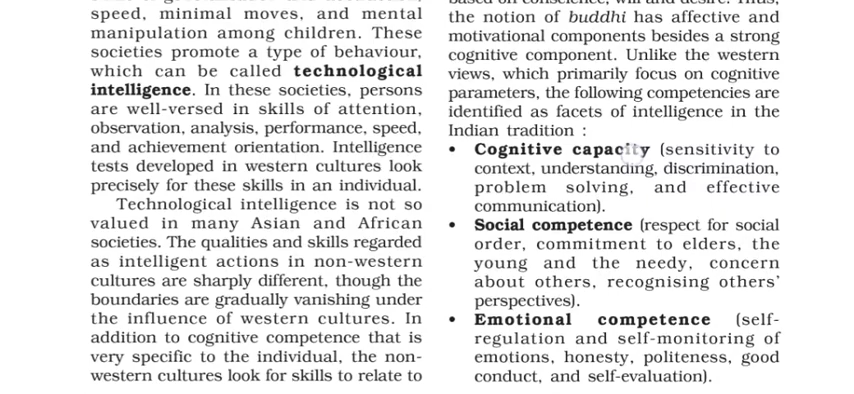 speed, minimal moves, and mental
manipulation among children. These
societies promote a type of behaviour,
which can be called technological
intelligence. In these societies, persons
are well-versed in skills of attention,
observation, analysis, performance, speed,
and achievement orientation. Intelligence
tests developed in western cultures look
precisely for these skills in an individual.
Technological intelligence is not so
valued in many Asian and African
societies. The qualities and skills regarded
as intelligent actions in non-western
cultures are sharply different, though the
boundaries are gradually vanishing under
the influence of western cultures. In
addition to cognitive competence that is
very specific to the individual, the non-
western cultures look for skills to relate to
based on conscience, will and desire. Thus,
the notion of buddhi has affective and
motivational components besides a strong
cognitive component. Unlike the western
views, which primarily focus on cognitive
parameters, the following competencies are
identified as facets of intelligence in the
Indian tradition :
• Cognitive capacity (sensitivity to
context, understanding, discrimination,
problem solving, and effective
communication).
• Social competence (respect for social
order, commitment to elders, the
young and the needy, concern
about others, recognising others'
perspectives).
• Emotional competence (self-
regulation and self-monitoring of
emotions, honesty, politeness, good
conduct, and self-evaluation).